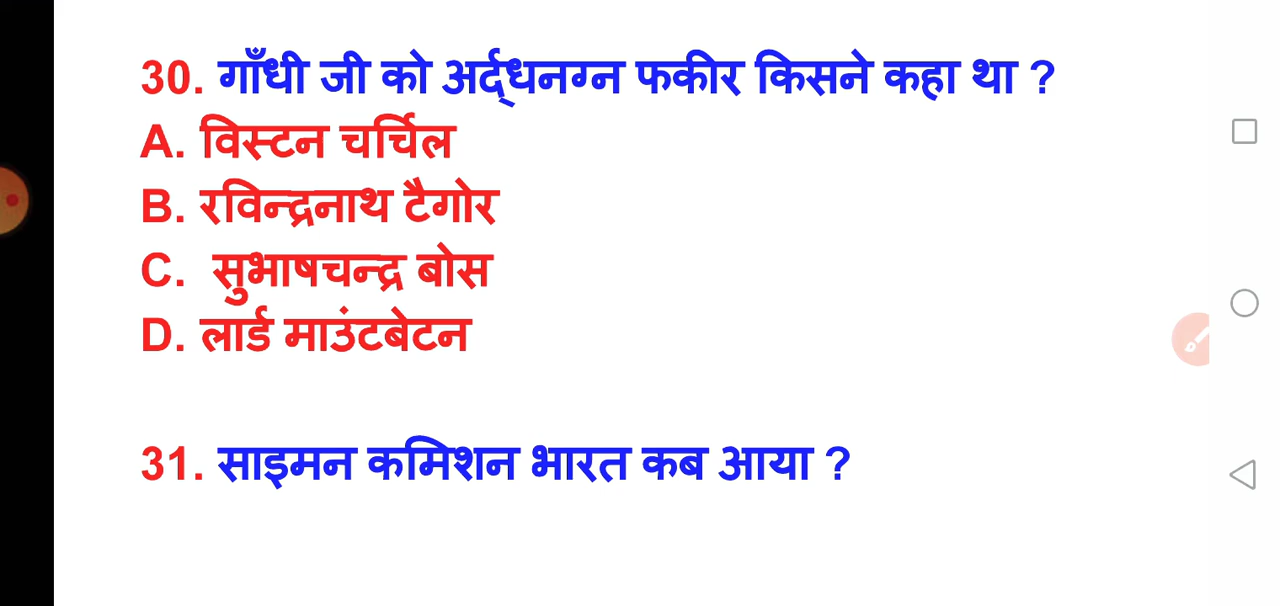 30. गाँधी जी को अर्द्धनग्न फकीर किसने कहा था ?
A. विस्टन चर्चिल
B. रविन्द्रनाथ टैगोर
C. सुभाषचन्द्र बोस
D. लार्ड माउंटबेटन
31. साइमन कमिशन भारत कब आया ?